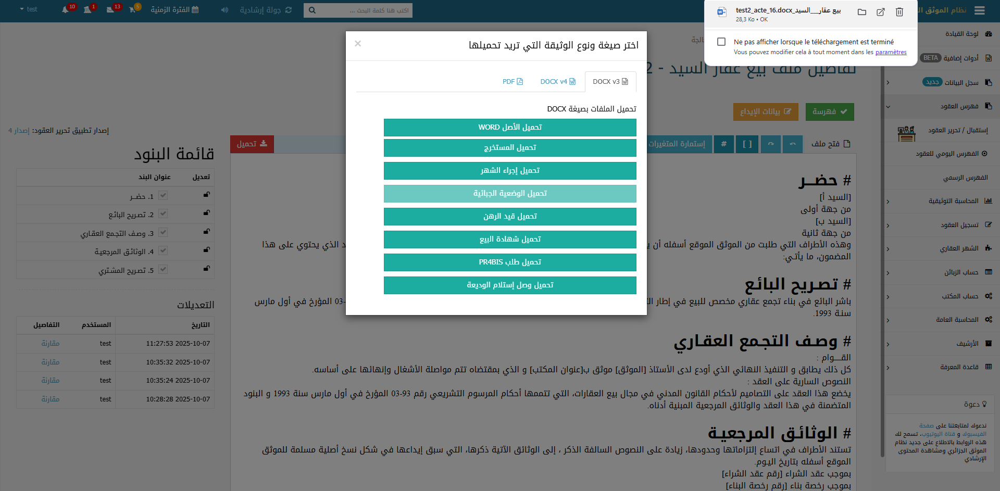 نظام الموثق
الفترة الزمنية
جولة إرشادية
اكتب هنا كلمة البحث ...
10
1
13
5
test
test2_acte_16.docx_بيع عقار__السيد
28,3 Ko • OK
Ne pas afficher lorsque le téléchargement est terminé
Vous pouvez modifier cela à tout moment dans les paramètres
لوحة القيادة
أدوات إضافية BETA
سجل البيانات جديد
فهرس العقود
إستقبال / تحرير العقود
الفهرس اليومي للعقود
الفهرس الرسمي
المحاسبة التوثيقية
تسجيل العقود
الشهر العقاري
حساب الزبائن
حساب المكتب
المحاسبة العامة
الأرشيف
قاعدة المعرفة
دعوة
ندعوك لمتابعتنا على صفحة
الفيسبوك و قناة اليوتيوب، تسمح لك
هذه الروابط بالاطلاع على جديد نظام
الموثق الجزائري ومشاهدة المحتوى
الإرشادي
تفاصيل ملف بيع عقار السيد - 2
فهرسة
بيانات الإيداع
إصدار تطبيق تحرير العقود: إصدار 4
فتح ملف
[ ]
#
إستمارة المتغيرات
تحميل
اختر صيغة ونوع الوثيقة التي تريد تحميلها
×
DOCX v3
DOCX v4
PDF
تحميل الملفات بصيغة DOCX
تحميل الأصل WORD
تحميل المستخرج
تحميل إجراء الشهر
تحميل الوضعية الجبائية
تحميل قيد الرهن
تحميل شهادة البيع
تحميل طلب PR4BIS
تحميل وصل إستلام الوديعة
# حضــر
[السيد أ]
من جهة أولى
[السيد ب]
من جهة ثانية
وهذه الأطراف التي طلبت من الموثق الموقع أسفله أن
الذي يحتوي على هذا
المضمون، ما يأتي:
# تصريح البائع
باشر البائع في بناء تجمع عقاري مخصص للبيع في إطار
03- المؤرخ في أول مارس
سنة 1993.
# وصف التجمع العقاري
القــوام :
كل ذلك يطابق و التنفيذ النهائي الذي أودع لدى الأستاذ [الموثق] موثق ب[عنوان المكتب] و الذي بمقتضاه تتم مواصلة الأشغال وإنهائها على أساسه.
النصوص السارية على العقد :
يخضع هذا العقد على التصاميم لأحكام القانون المدني في مجال بيع العقارات، التي تتممها أحكام المرسوم التشريعي رقم 93-03 المؤرخ في أول مارس سنة 1993 و البنود
المتضمنة في هذا العقد والوثائق المرجعية المبنية أدناه.
# الوثائق المرجعية
تستند الأطراف في اتساع إلتزاماتها وحدودها، زيادة على النصوص السالفة الذكر ، إلى الوثائق الآتية ذكرها، التي سبق إيداعها في شكل نسخ أصلية مسلمة للموثق
الموقع أسفله بتاريخ اليوم.
بموجب عقد الشراء [رقم عقد الشراء]
بموجب رخصة بناء [رقم رخصة البناء]
قائمة البنود
تعديل عنوان البند
1. حضــر
2. تصريح البائع
3. وصف التجمع العقاري
4. الوثائق المرجعية
5. تصريح المشتري
التعديلات
التاريخ المستخدم التفاصيل
2025-10-07 11:27:53 test مقارنة
2025-10-07 10:35:32 test مقارنة
2025-10-07 10:35:24 test مقارنة
2025-10-07 10:28:28 test مقارنة